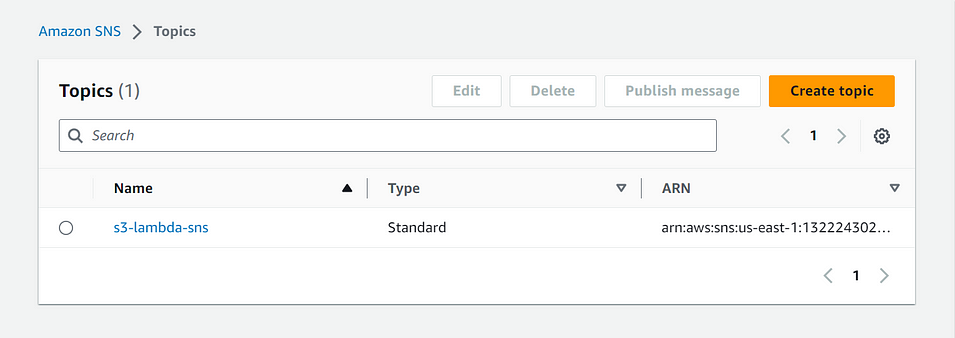 Amazon SNS > Topics
Topics (1) Edit Delete Publish message Create topic
Search 1
Name Type ARN
s3-lambda-sns Standard arn:aws:sns:us-east-1:132224302...
1